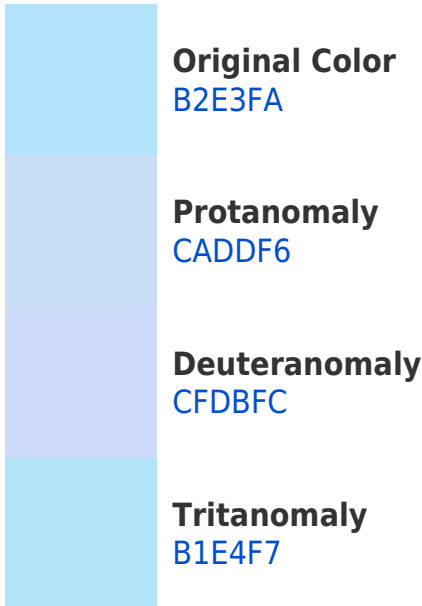 Original Color
B2E3FA
Protanomaly
CADDF6
Deuteranomaly
CFDBFC
Tritanomaly
B1E4F7